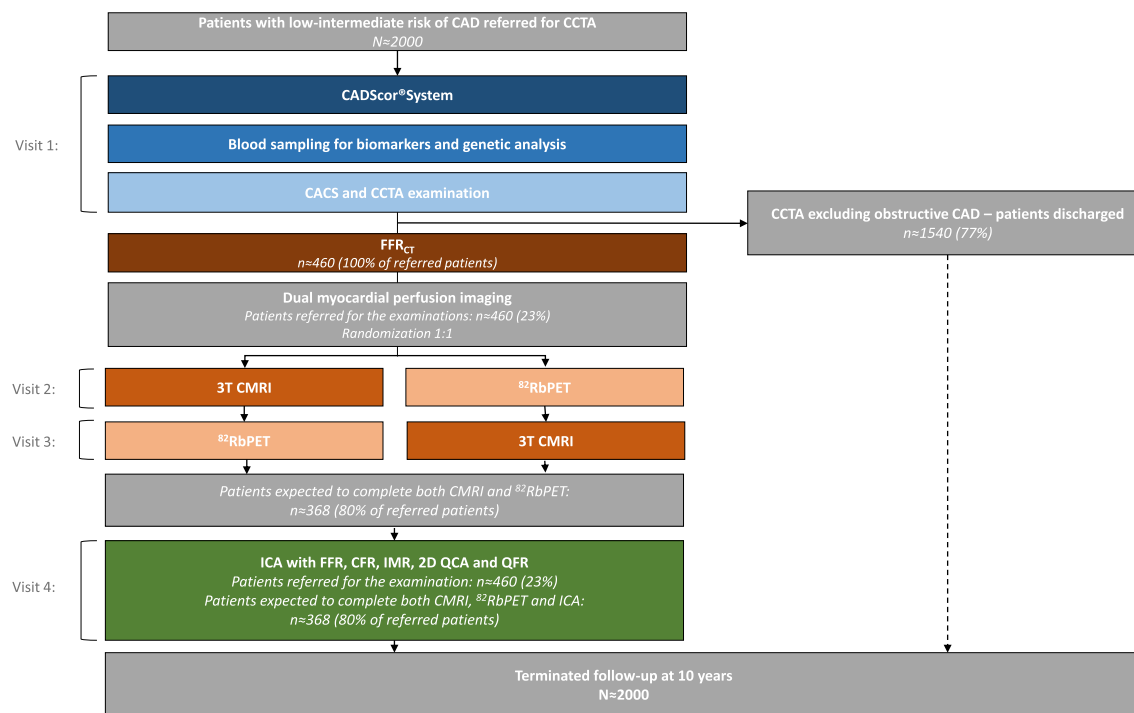 Patients with low-intermediate risk of CAD referred for CCTA
N≈2000
Visit 1:
CADScor®System
Blood sampling for biomarkers and genetic analysis
CACS and CCTA examination
CCTA excluding obstructive CAD – patients discharged
n≈1540 (77%)
FFRCT
n≈460 (100% of referred patients)
Dual myocardial perfusion imaging
Patients referred for the examinations: n≈460 (23%)
Randomization 1:1
Visit 2:
3T CMRI
⁸²RbPET
Visit 3:
⁸²RbPET
3T CMRI
Patients expected to complete both CMRI and ⁸²RbPET:
n≈368 (80% of referred patients)
Visit 4:
ICA with FFR, CFR, IMR, 2D QCA and QFR
Patients referred for the examination: n≈460 (23%)
Patients expected to complete both CMRI, ⁸²RbPET and ICA:
n≈368 (80% of referred patients)
Terminated follow-up at 10 years
N≈2000